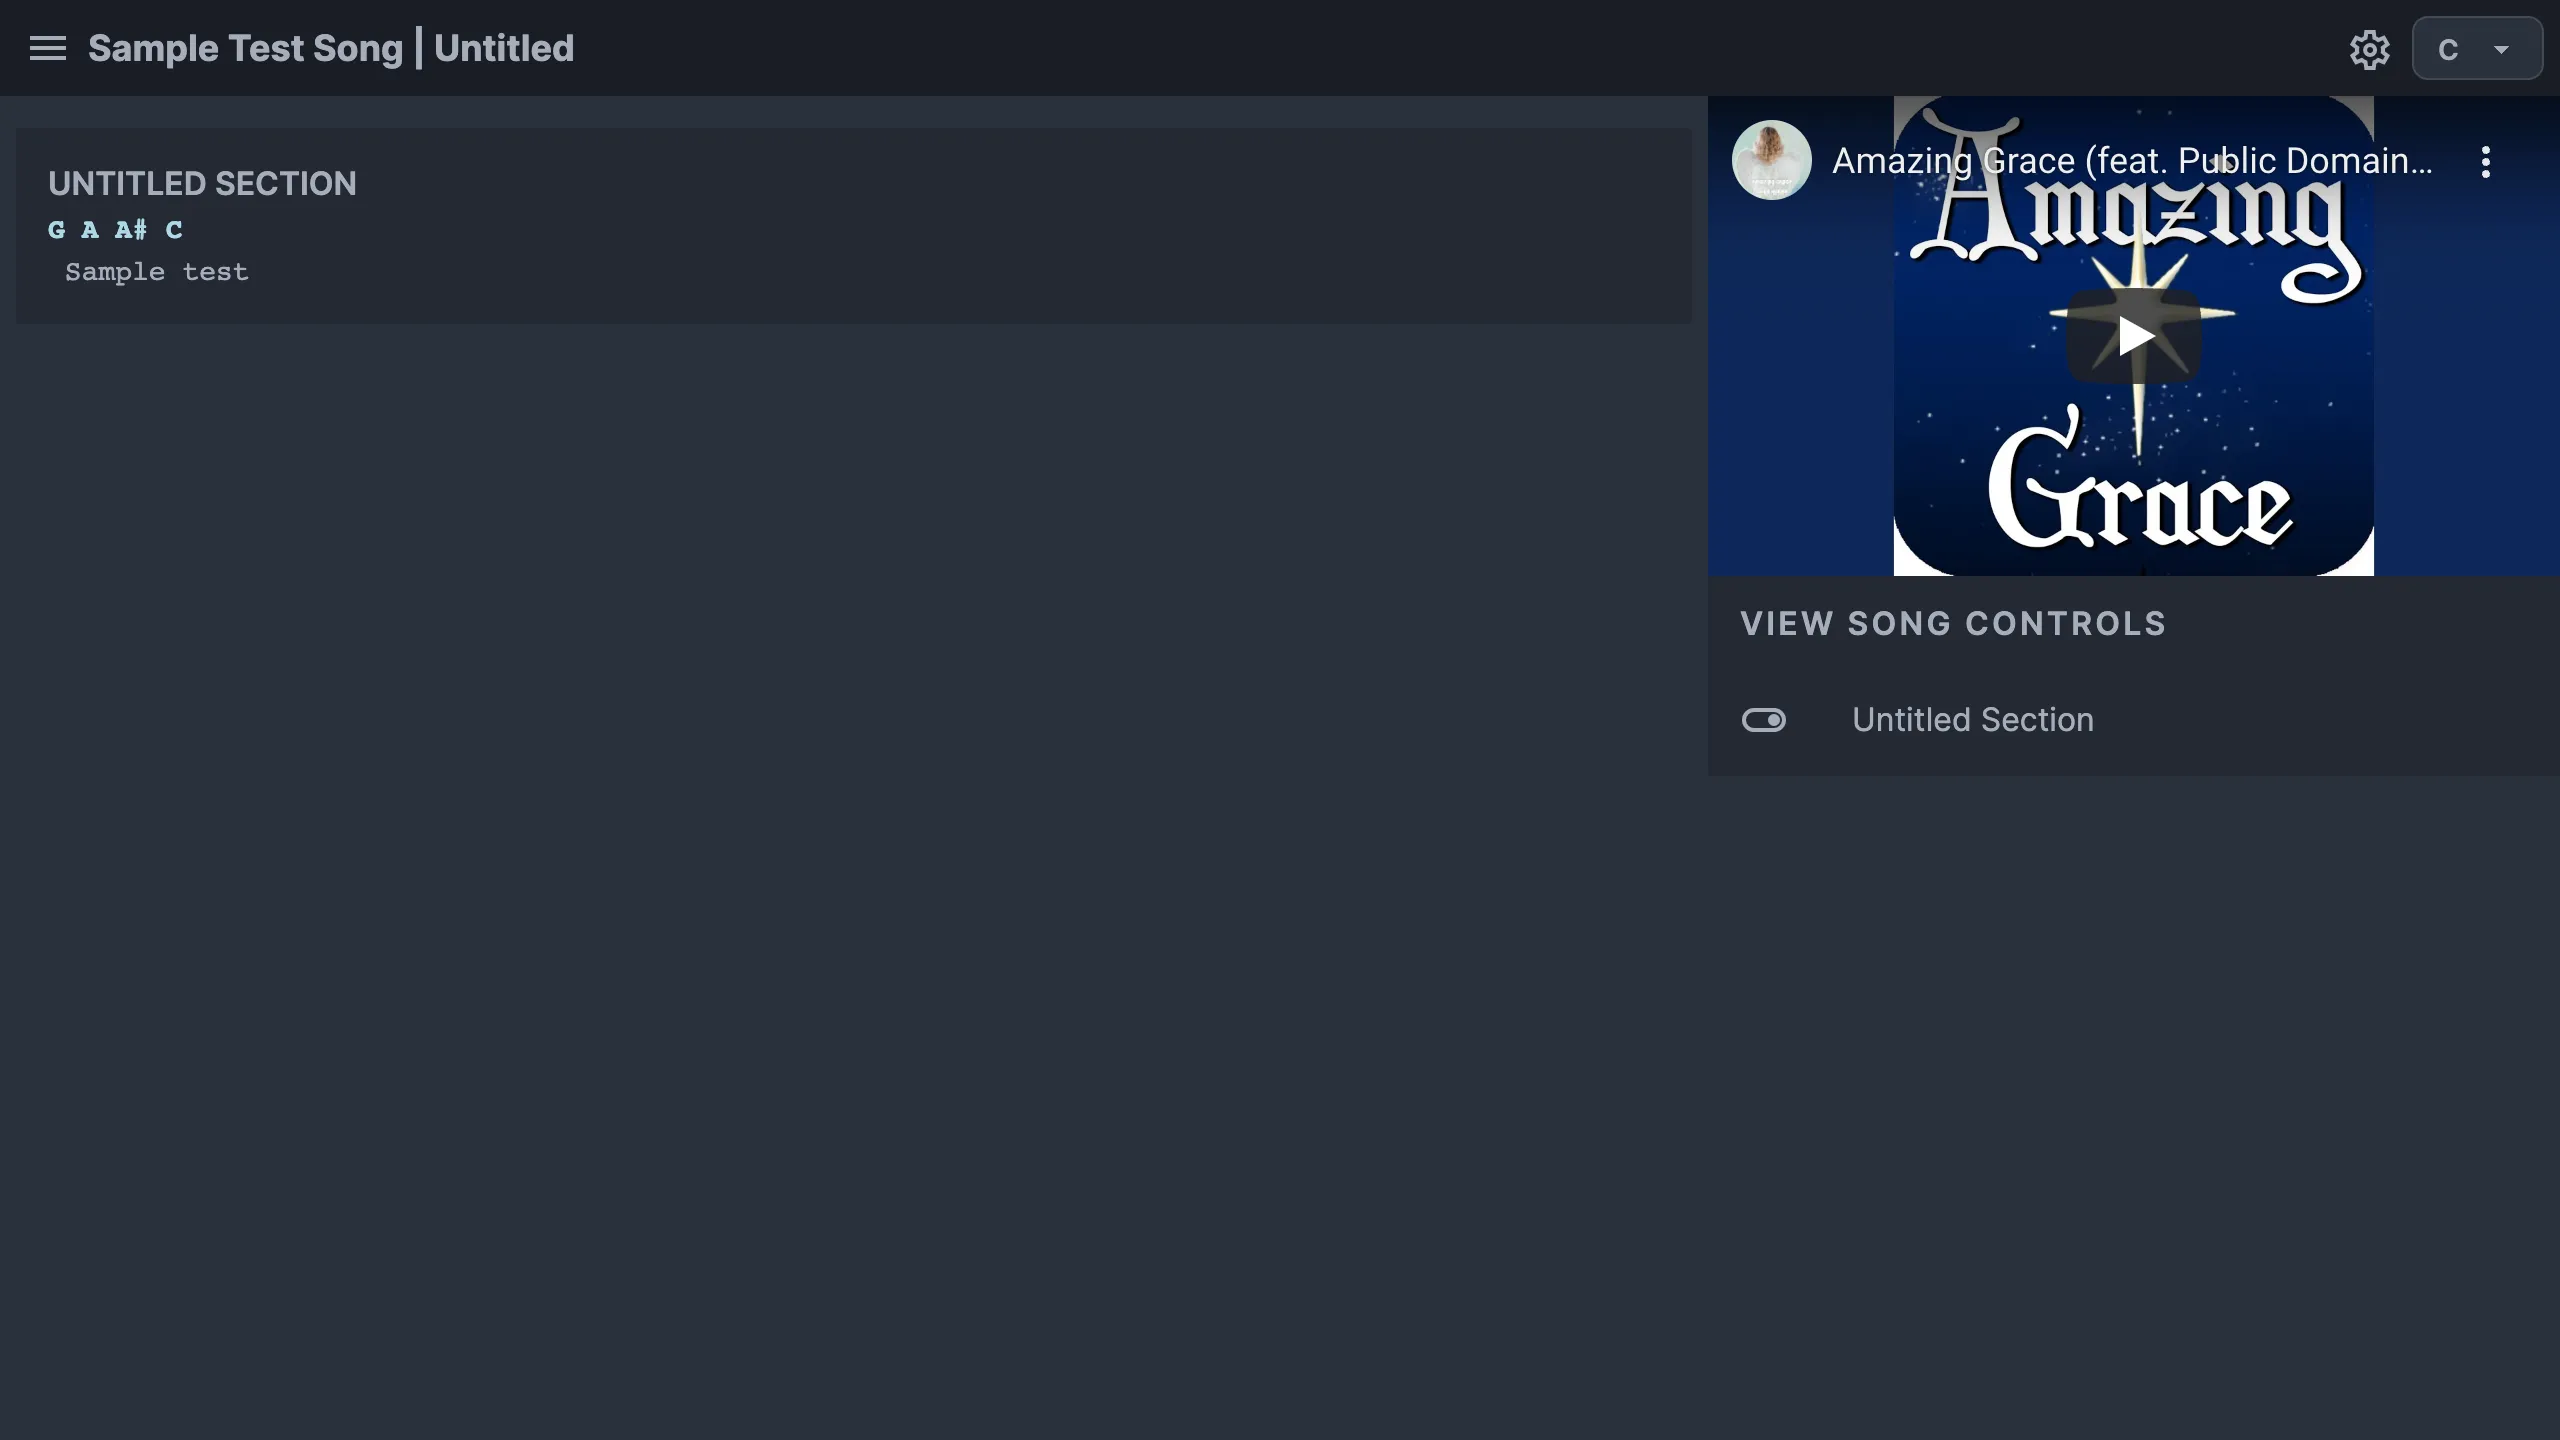 Sample Test Song | Untitled
C
UNTITLED SECTION
G A A# C
Sample test
Amazing Grace (feat. Public Domain...
Amazing
Grace
VIEW SONG CONTROLS
Untitled Section